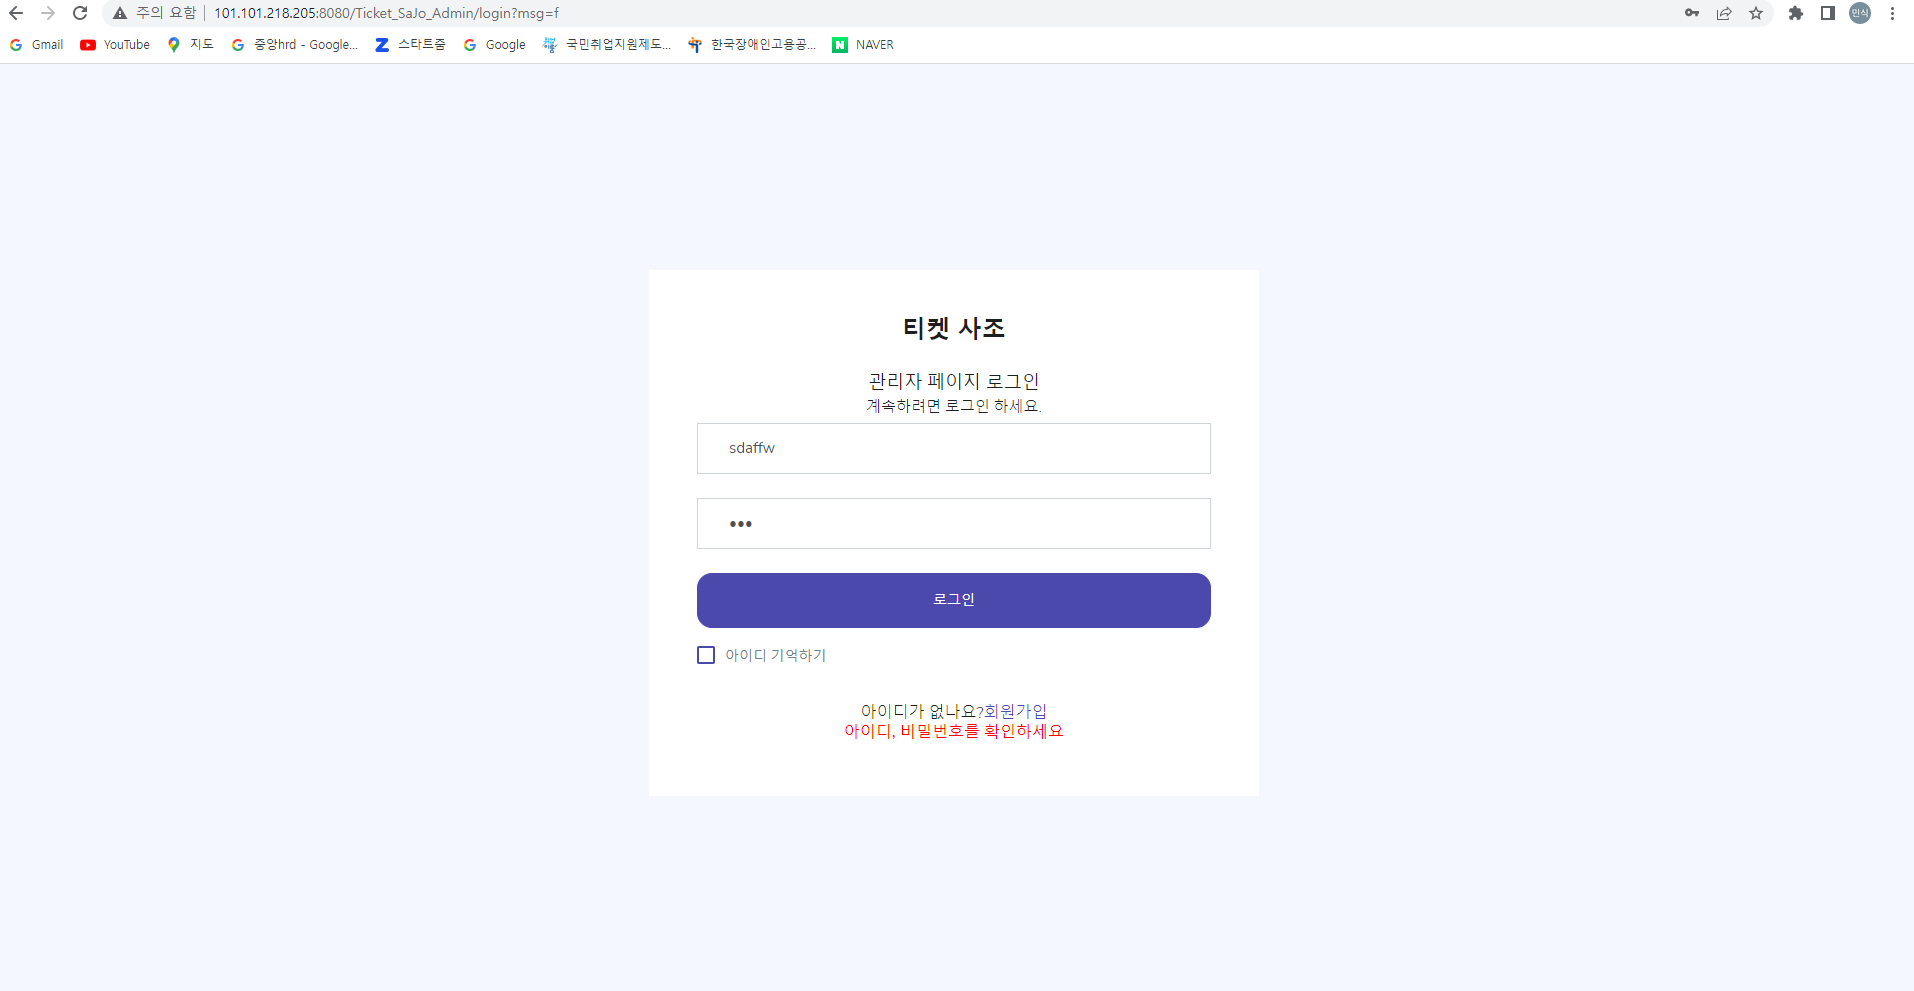 주의 요함 | 101.101.218.205:8080/Ticket_SaJo_Admin/login?msg=f
민식
Gmail YouTube 지도 중앙hrd - Google... 스타트줌 Google 국민취업지원제도... 한국장애인고용공... NAVER
티켓 사조
관리자 페이지 로그인
계속하려면 로그인 하세요.
sdaffw
•••
로그인
아이디 기억하기
아이디가 없나요?회원가입
아이디, 비밀번호를 확인하세요